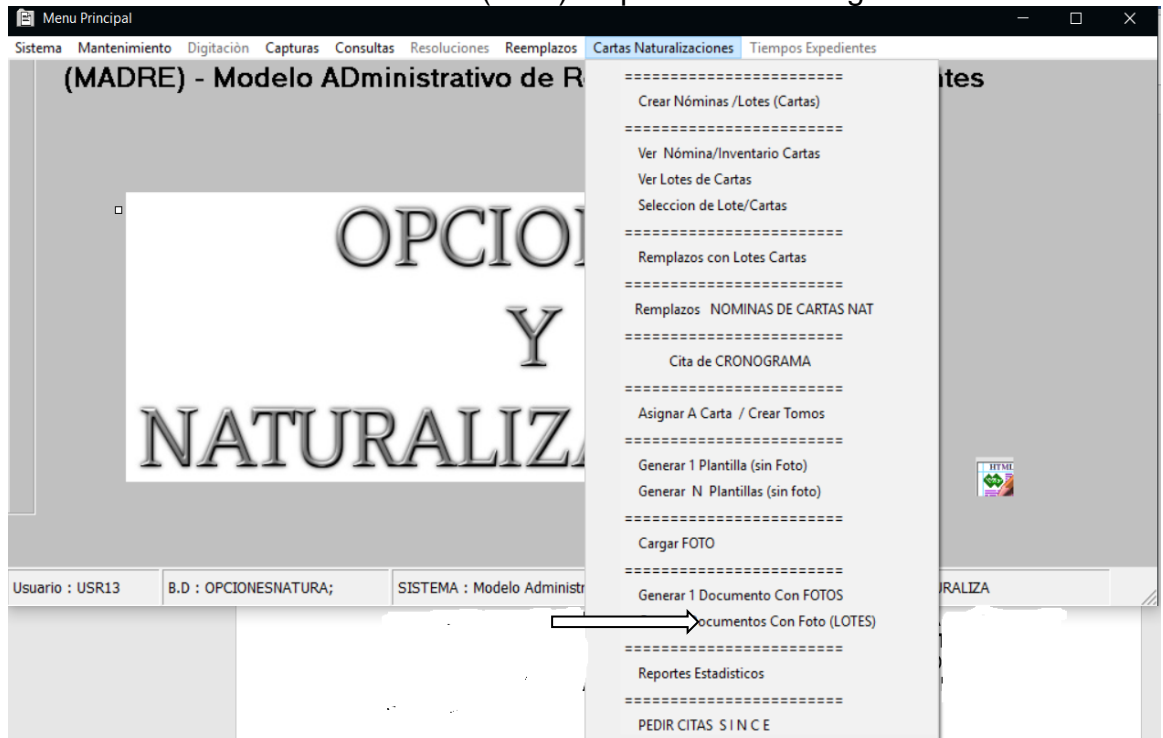 Menu Principal
Sistema Mantenimiento Digitación Capturas Consultas Resoluciones Reemplazos Cartas Naturalizaciones Tiempos Expedientes
(MADRE) - Modelo ADministrativo de R
OPCIO
Y
NATURALIZ
========================
Crear Nóminas /Lotes (Cartas)
========================
Ver Nómina/Inventario Cartas
Ver Lotes de Cartas
Seleccion de Lote/Cartas
========================
Remplazos con Lotes Cartas
========================
Remplazos NOMINAS DE CARTAS NAT
========================
Cita de CRONOGRAMA
========================
Asignar A Carta / Crear Tomos
========================
Generar 1 Plantilla (sin Foto)
Generar N Plantillas (sin foto)
========================
Cargar FOTO
========================
Generar 1 Documento Con FOTOS
ocumentos Con Foto (LOTES)
========================
Reportes Estadisticos
========================
PEDIR CITAS S I N C E
HTML
Usuario : USR13 B.D : OPCIONESNATURA; SISTEMA : Modelo Administr